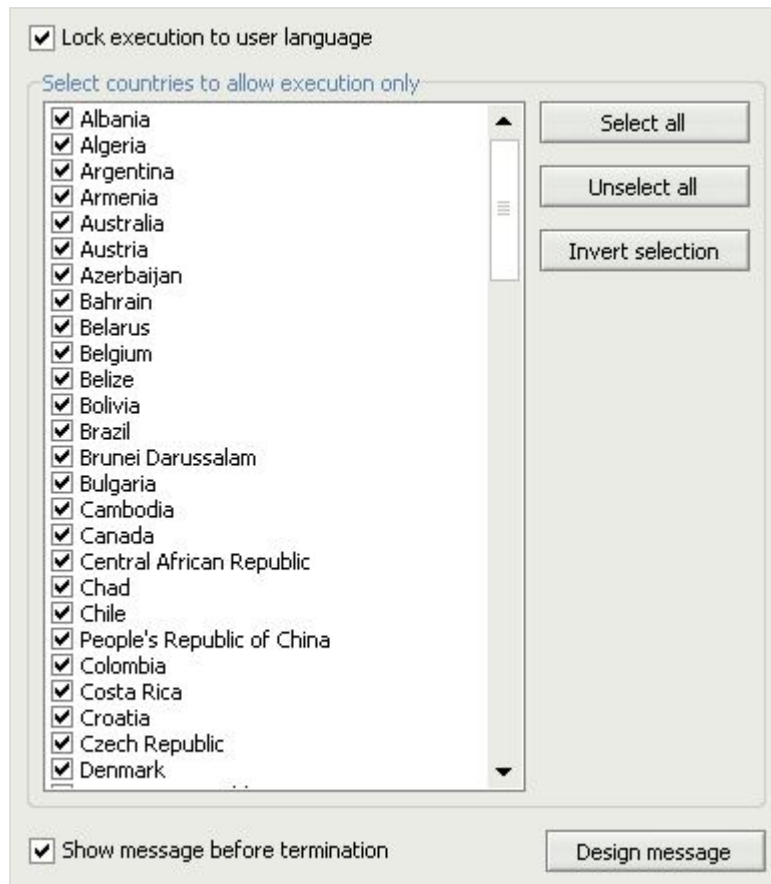 Lock execution to user language
Select countries to allow execution only
Albania
Algeria
Argentina
Armenia
Australia
Austria
Azerbaijan
Bahrain
Belarus
Belgium
Belize
Bolivia
Brazil
Brunei Darussalam
Bulgaria
Cambodia
Canada
Central African Republic
Chad
Chile
People's Republic of China
Colombia
Costa Rica
Croatia
Czech Republic
Denmark
Select all
Unselect all
Invert selection
Show message before termination
Design message